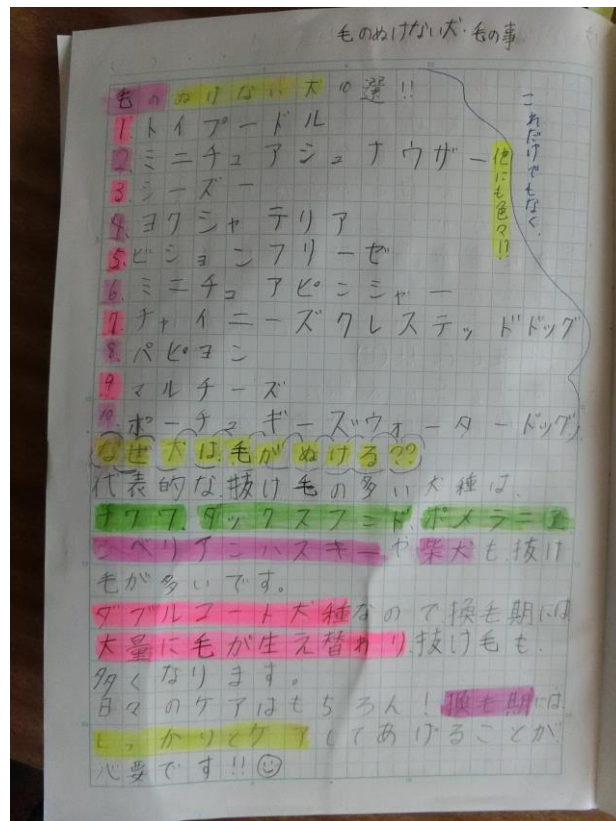 毛のぬけない犬・毛の事
毛のぬけない犬10選!!
1.トイプードル
2.ミニチュアシュナウザー
3.シーズー
4.ヨクシャテリア
5.ビションフリーゼ
6.ミニチュアピンシャー
7.チャイニーズクレステッドドッグ
8.パピヨン
9.マルチーズ
10.ポーチュギーズウォータードッグ
これだけでもなく、
他にも色々!?
なぜ犬は毛がぬける??
代表的な抜け毛の多い犬種は、
チワワ、ダックスフンド、ポメラニエ
シベリアンハスキーや柴犬も抜け
毛が多いです。
ダブルコート犬種なので換毛期には
大量に毛が生え替わり、抜け毛も
多くなります。
日々のケアはもちろん!換毛期には
しっかりとケアしてあげることが
心要です!!